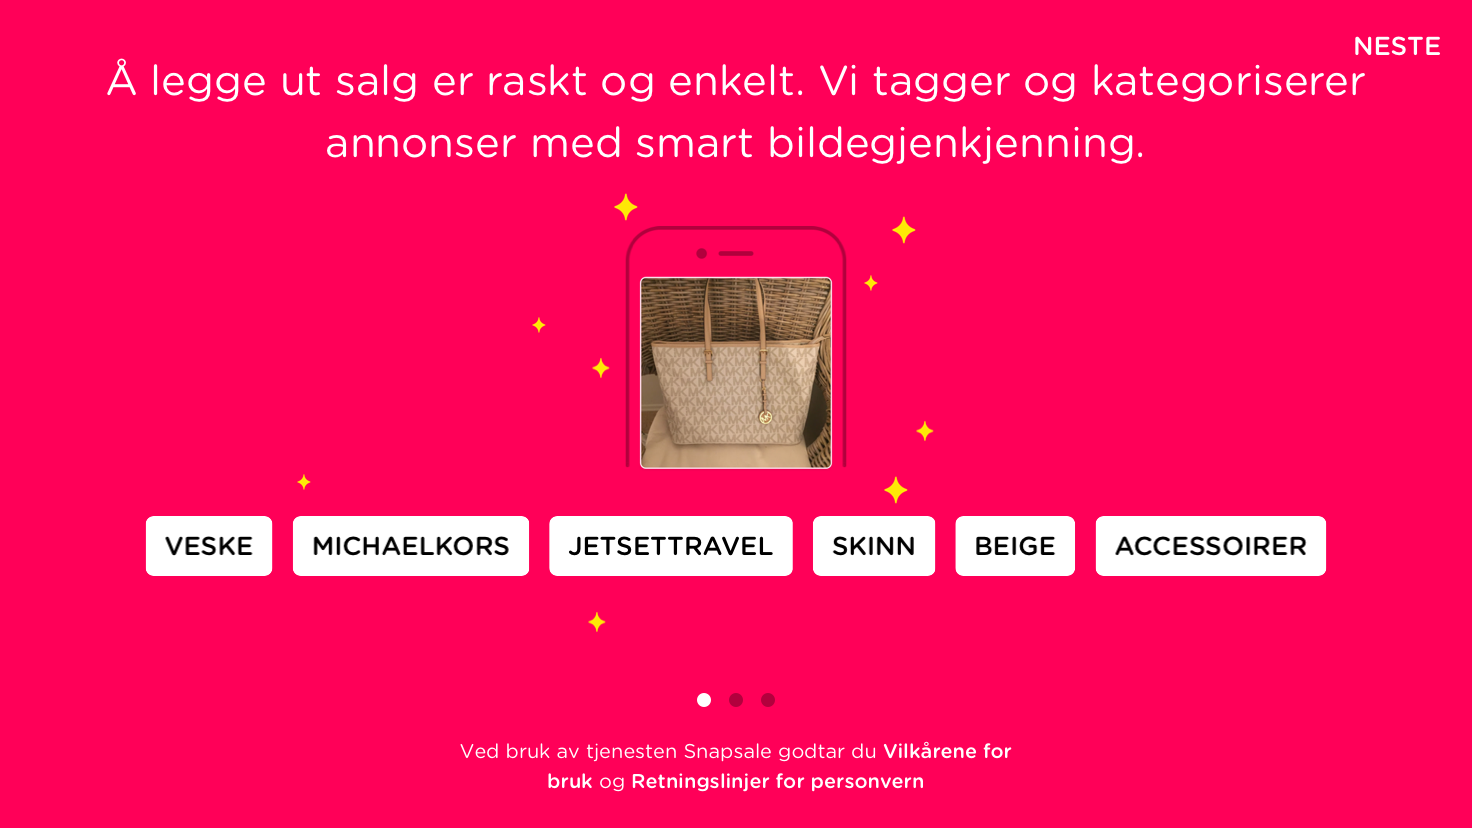 NESTE
Å legge ut salg er raskt og enkelt. Vi tagger og kategoriserer
annonser med smart bildegjenkjenning.
VESKE
MICHAELKORS
JETSETTRAVEL
SKINN
BEIGE
ACCESSOIRER
Ved bruk av tjenesten Snapsale godtar du Vilkårene for
bruk og Retningslinjer for personvern